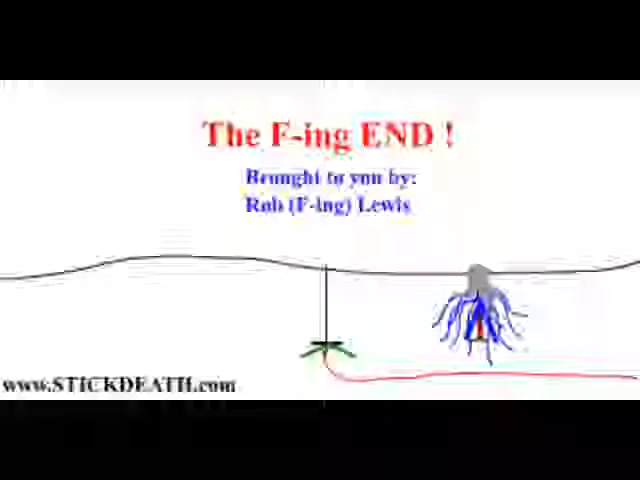 The F-ing END !
Brought to you by:
Rob (F-ing) Lewis
www.STICKDEATH.com